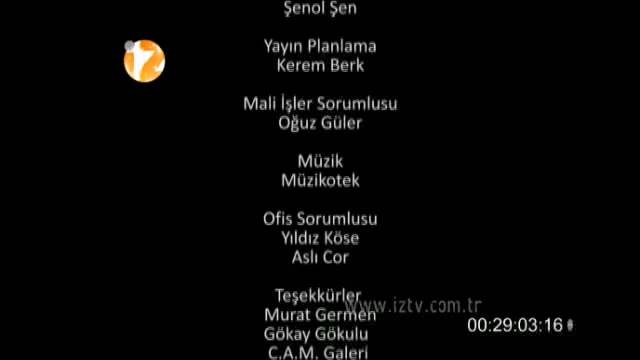 Şenol Şen
Yayın Planlama
Kerem Berk
Mali İşler Sorumlusu
Oğuz Güler
Müzik
Müzikotek
Ofis Sorumlusu
Yıldız Köse
Aslı Cor
Teşekkürler
www.iztv.com.tr
Murat Germen
Gökay Gökulu
C.A.M. Galeri
00:29:03:16